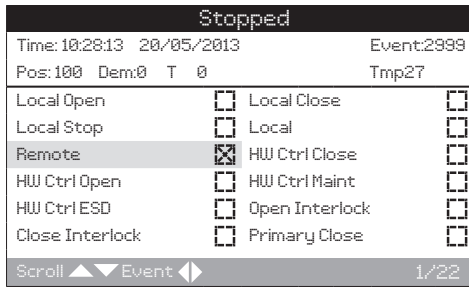 Stopped
Time: 10:28:13 20/05/2013 Event:2999
Pos:100 Dem:0 T 0 Tmp27
Local Open Local Close
Local Stop Local
Remote HW Ctrl Close
HW Ctrl Open HW Ctrl Maint
HW Ctrl ESD Open Interlock
Close Interlock Primary Close
Scroll Event 1/22